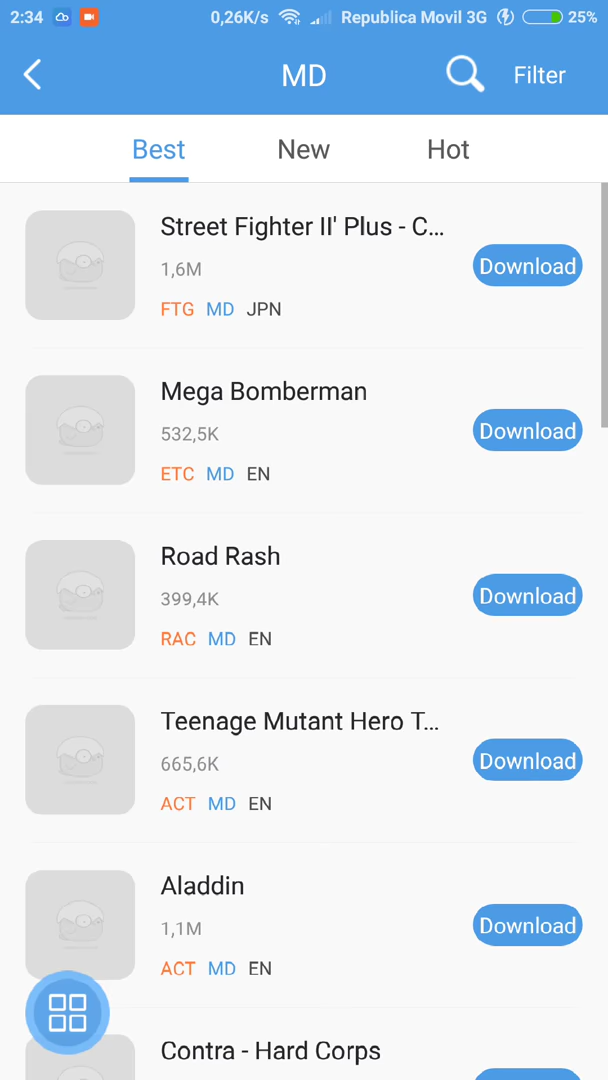 2:34 0,26K/s Republica Movil 3G 25%
MD Filter
Best New Hot
Street Fighter II' Plus - C...
1,6M
Download
FTG MD JPN
Mega Bomberman
532,5K
Download
ETC MD EN
Road Rash
399,4K
Download
RAC MD EN
Teenage Mutant Hero T...
665,6K
Download
ACT MD EN
Aladdin
1,1M
Download
ACT MD EN
Contra - Hard Corps